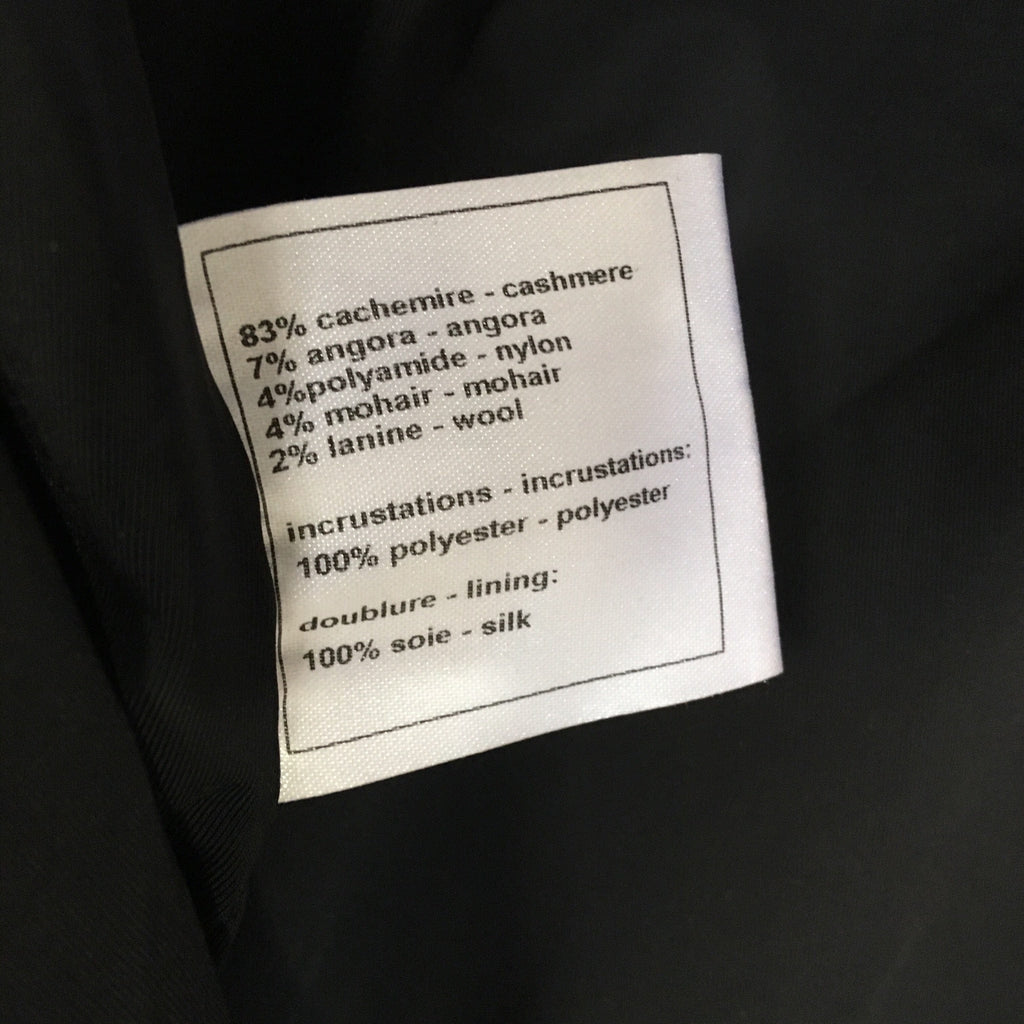 83% cachemire - cashmere
7% angora - angora
4%polyamide - nylon
4% mohair - mohair
2% lanine - wool
incrustations - incrustations:
100% polyester - polyester
doublure - lining:
100% soie - silk